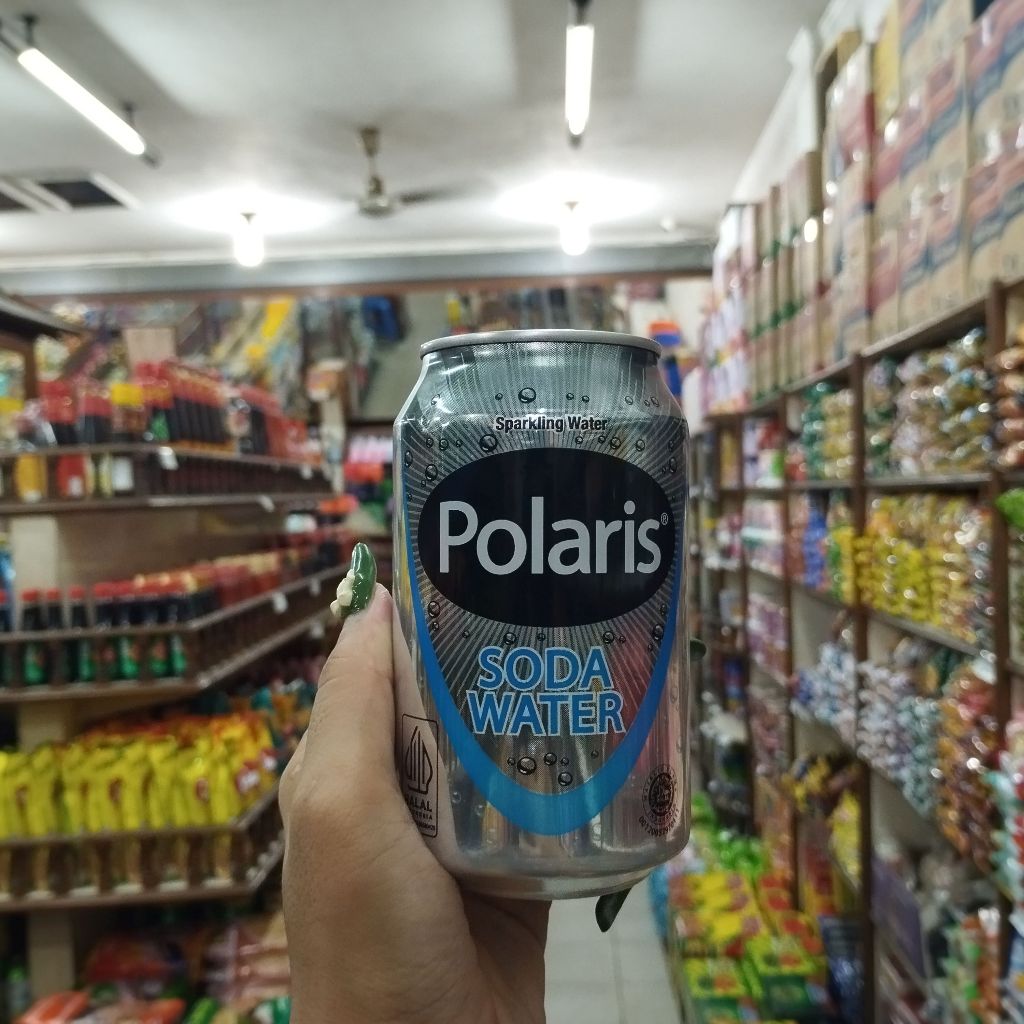 Sparkling Water
Polaris®
SODA
WATER
HALAL